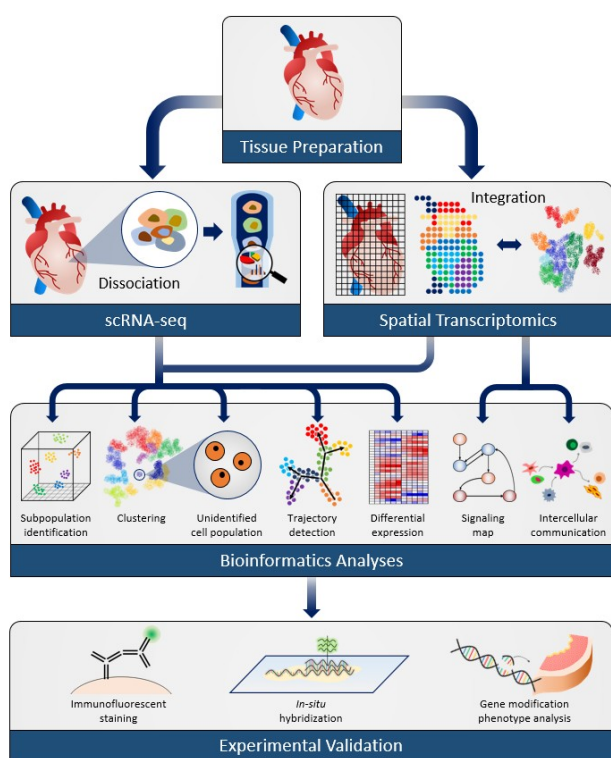 Tissue Preparation
Dissociation
scRNA-seq
Integration
Spatial Transcriptomics
Subpopulation
identification
Clustering
Unidentified
cell population
Trajectory
detection
Differential
expression
Signaling
map
Intercellular
communication
Bioinformatics Analyses
Immunofluorescent
staining
In-situ
hybridization
Gene modification
phenotype analysis
Experimental Validation